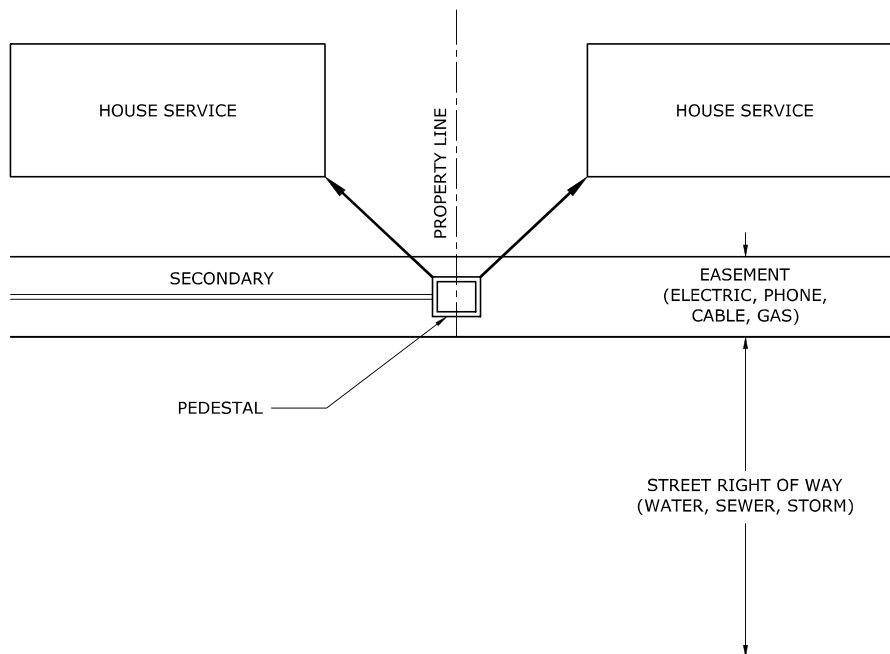 HOUSE SERVICE
PROPERTY LINE
HOUSE SERVICE
SECONDARY
EASEMENT
(ELECTRIC, PHONE,
CABLE, GAS)
PEDESTAL
STREET RIGHT OF WAY
(WATER, SEWER, STORM)